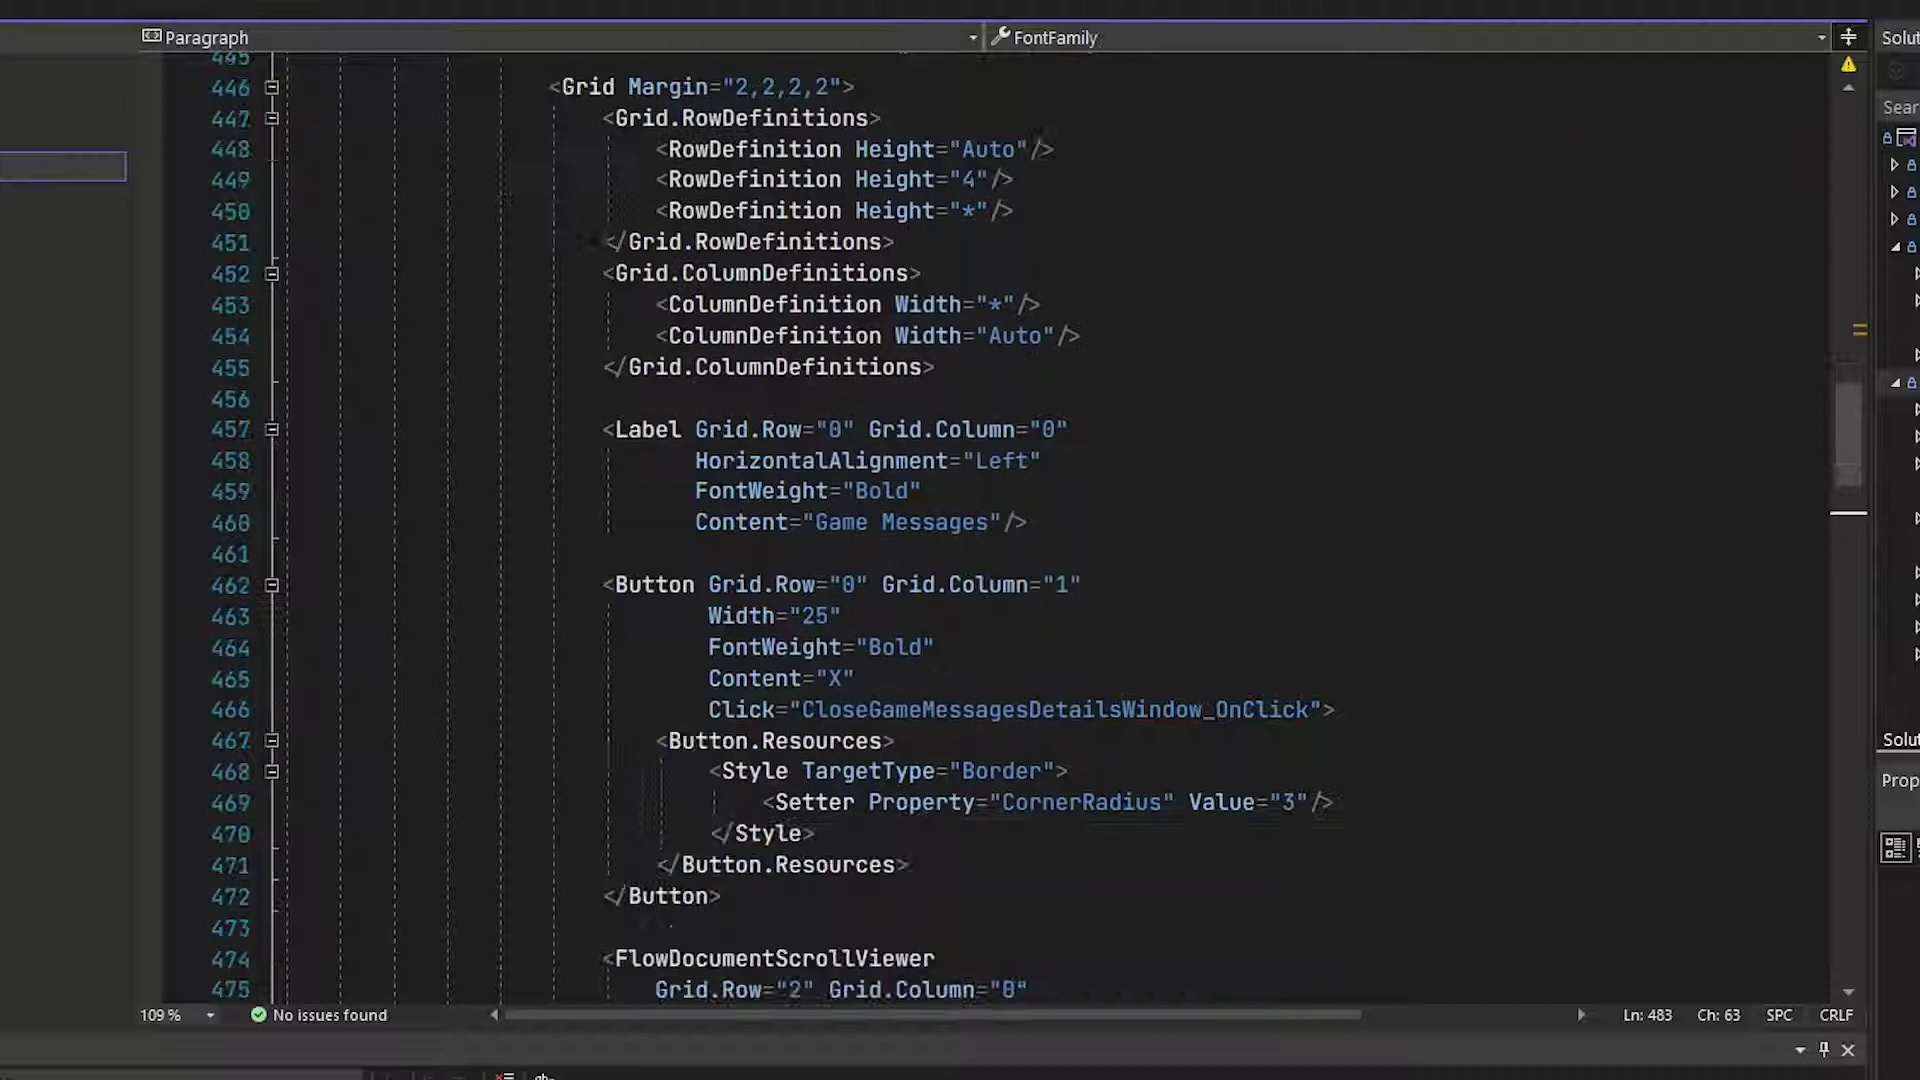 Paragraph
FontFamily
Solut
445
446 <Grid Margin="2,2,2,2">
447 <Grid.RowDefinitions>
448 <RowDefinition Height="Auto"/>
449 <RowDefinition Height="4"/>
450 <RowDefinition Height="*"/>
451 </Grid.RowDefinitions>
452 <Grid.ColumnDefinitions>
453 <ColumnDefinition Width="*"/>
454 <ColumnDefinition Width="Auto"/>
455 </Grid.ColumnDefinitions>
456
457 <Label Grid.Row="0" Grid.Column="0"
458 HorizontalAlignment="Left"
459 FontWeight="Bold"
460 Content="Game Messages"/>
461
462 <Button Grid.Row="0" Grid.Column="1"
463 Width="25"
464 FontWeight="Bold"
465 Content="X"
466 Click="CloseGameMessagesDetailsWindow_OnClick">
467 <Button.Resources>
468 <Style TargetType="Border">
469 <Setter Property="CornerRadius" Value="3"/>
470 </Style>
471 </Button.Resources>
472 </Button>
473
474 <FlowDocumentScrollViewer
475 Grid.Row="2" Grid.Column="0"
Sear
Solut
Prop
109 % No issues found Ln: 483 Ch: 63 SPC CRLF
ab